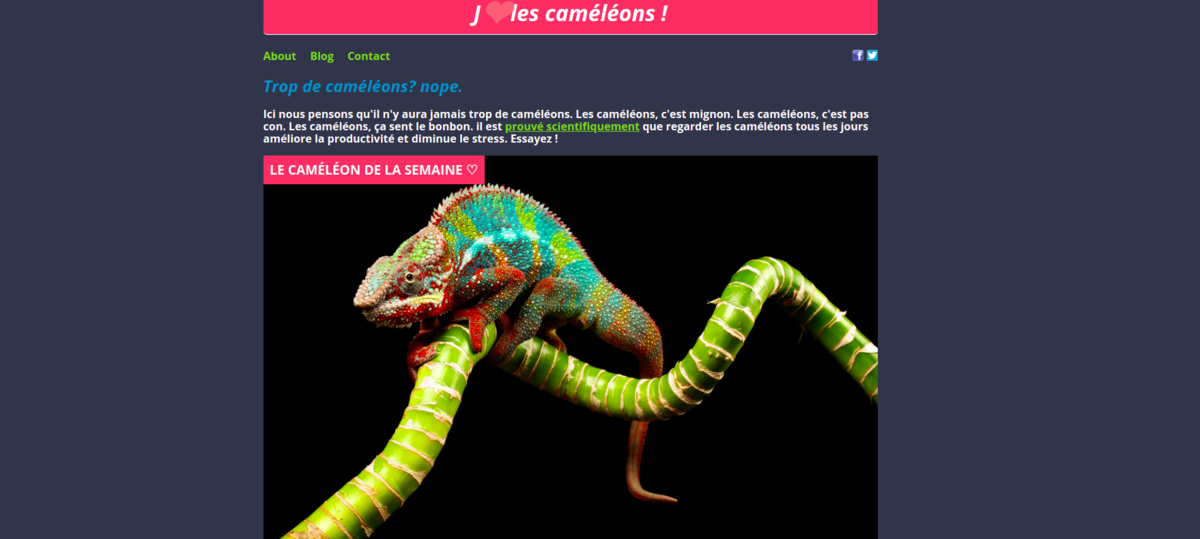 J ❤ les caméléons !
About Blog Contact
Trop de caméléons? nope.
Ici nous pensons qu'il n'y aura jamais trop de caméléons. Les caméléons, c'est mignon. Les caméléons, c'est pas
con. Les caméléons, ça sent le bonbon. il est prouvé scientifiquement que regarder les caméléons tous les jours
améliore la productivité et diminue le stress. Essayez !
LE CAMÉLÉON DE LA SEMAINE ♡